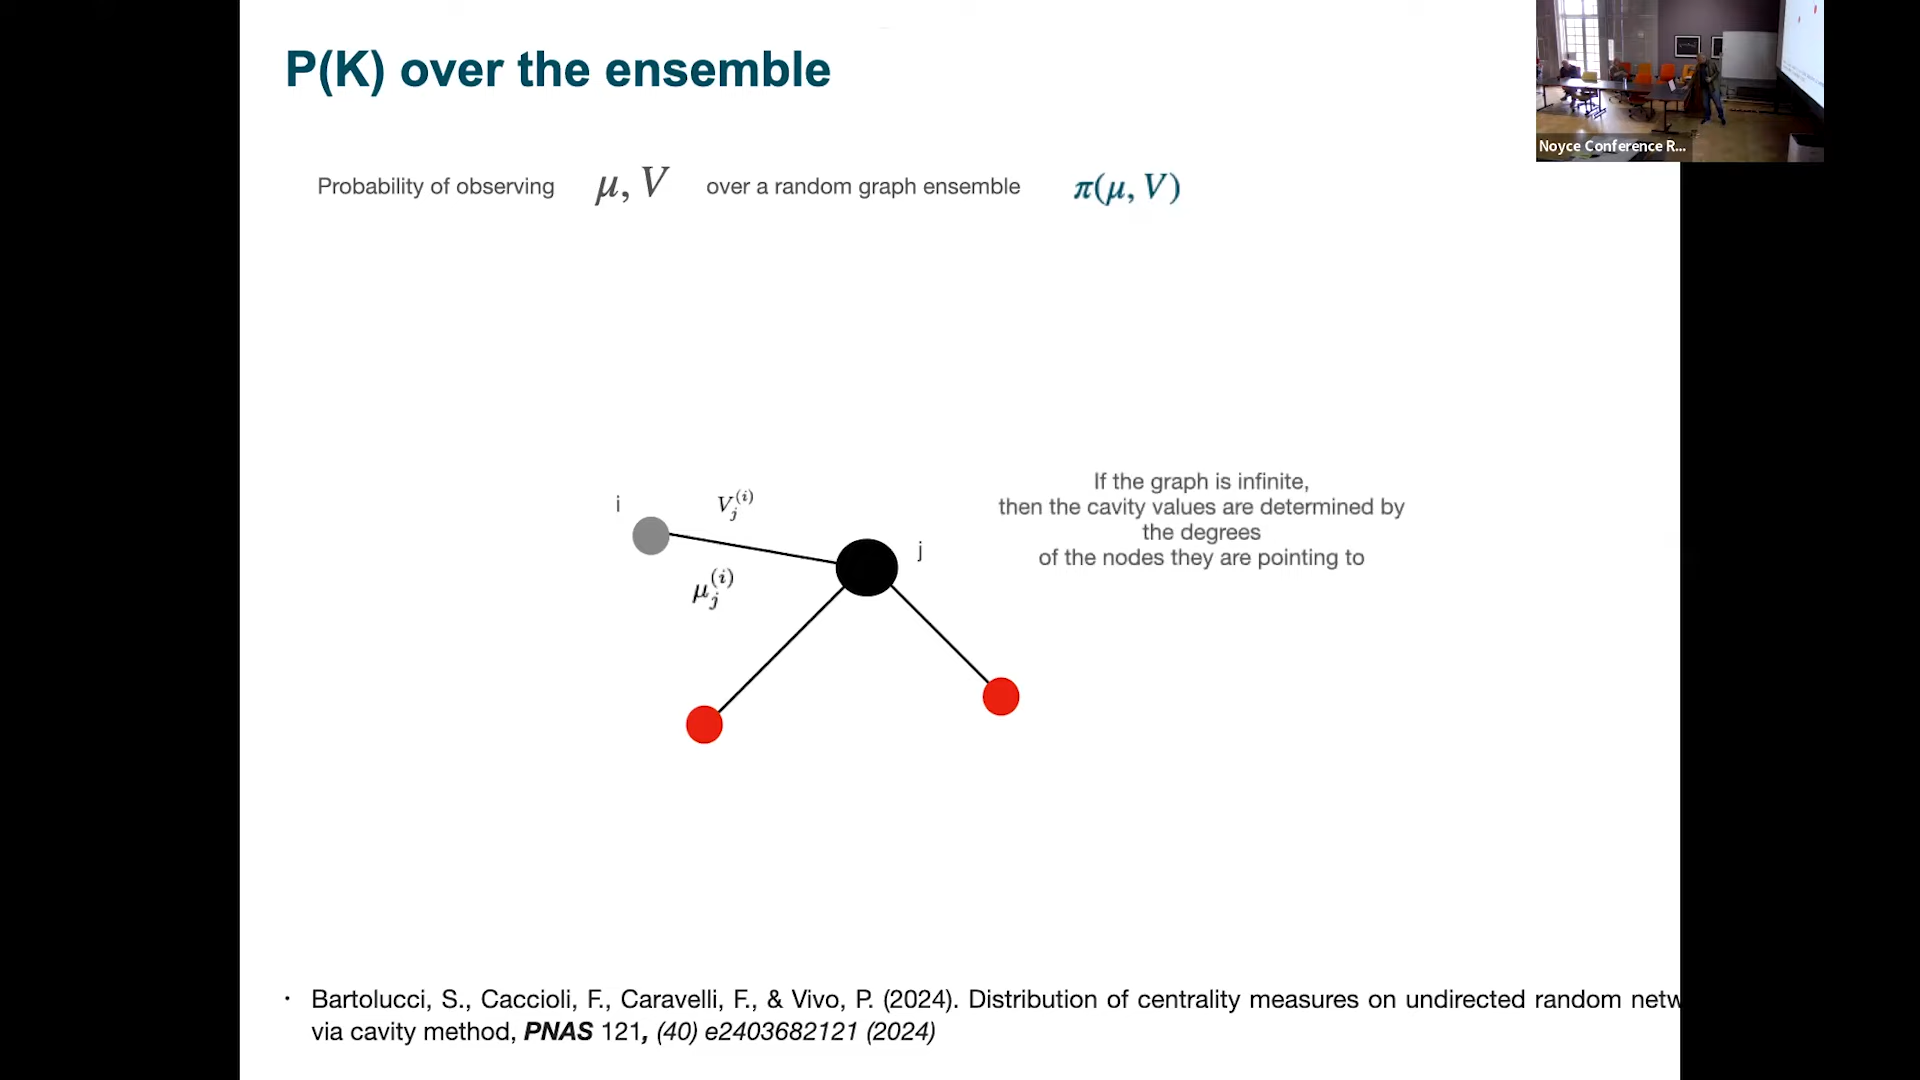 P(K) over the ensemble
Noyce Conference R...
Probability of observing μ, V over a random graph ensemble π(μ, V)
If the graph is infinite,
then the cavity values are determined by
the degrees
of the nodes they are pointing to
i
V_j^{(i)}
j
μ_j^{(i)}
· Bartolucci, S., Caccioli, F., Caravelli, F., & Vivo, P. (2024). Distribution of centrality measures on undirected random netw
via cavity method, PNAS 121, (40) e2403682121 (2024)